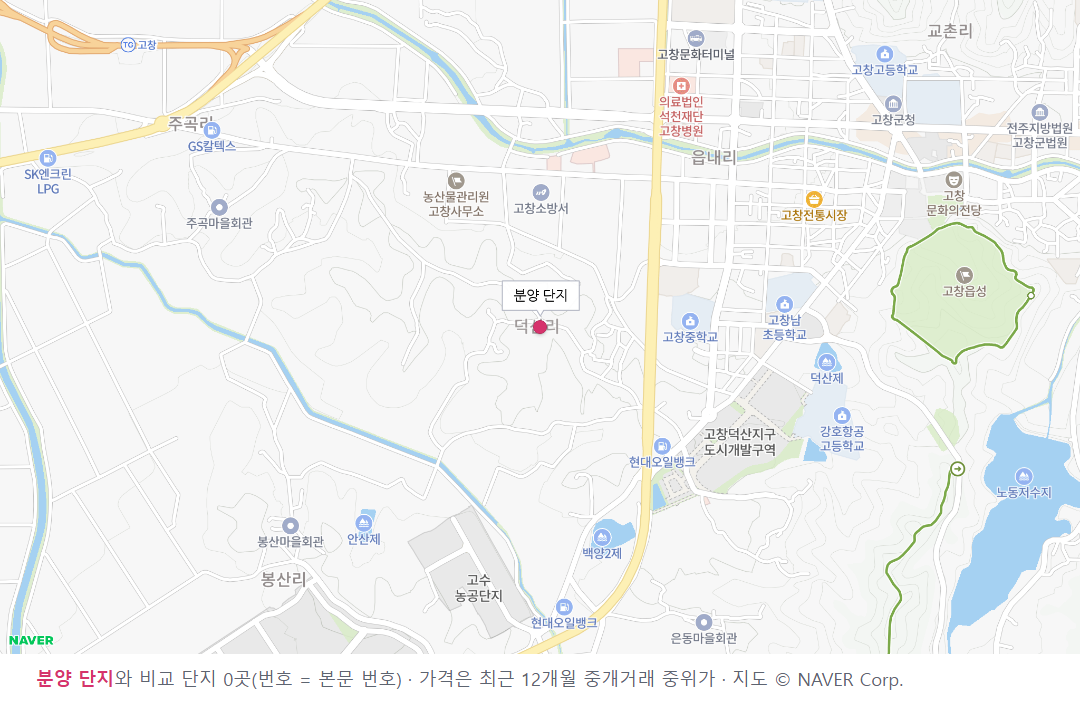 교촌리
TG 고창
고창문화터미널
고창고등학교
의료법인
석천재단
고창병원
고창군청
전주지방법원
고창군법원
주곡리
GS칼텍스
읍내리
SK엔크린
LPG
농산물관리원
고창사무소
고창소방서
고창
문화의전당
고창전통시장
주곡마을회관
고창읍성
분양 단지
덕산리
고창중학교
고창남
초등학교
덕산제
고창덕산지구
도시개발구역
강호항공
고등학교
현대오일뱅크
노동저수지
봉산마을회관
안산제
백양2제
봉산리
고수
농공단지
현대오일뱅크
은동마을회관
NAVER
분양 단지와 비교 단지 0곳(번호 = 본문 번호) · 가격은 최근 12개월 중개거래 중위가 · 지도 © NAVER Corp.